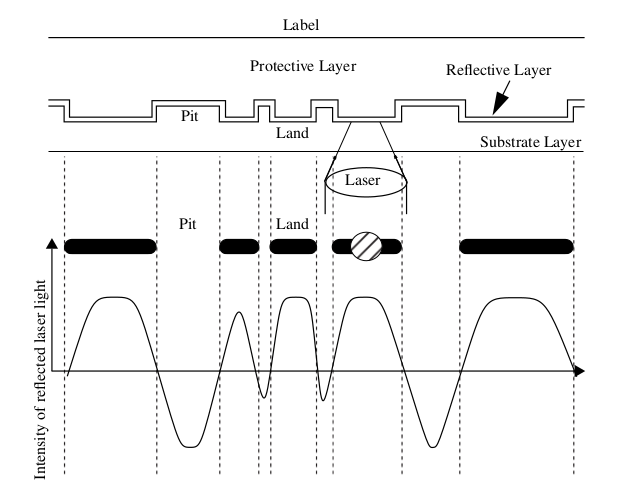 Label
Protective Layer
Reflective Layer
Pit
Land
Substrate Layer
Laser
Pit
Land
Intensity of reflected laser light